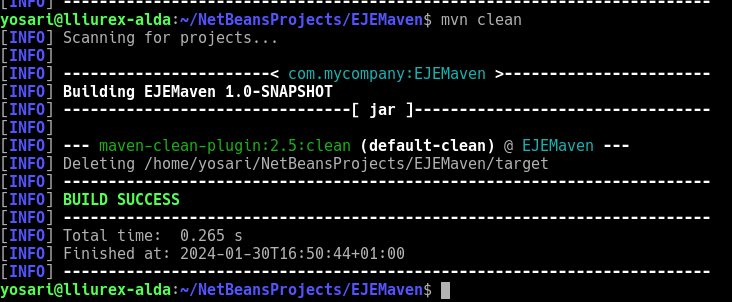 [INFO] ------------------------------------------------------------------------
yosari@lliurex-alda:~/NetBeansProjects/EJEMaven$ mvn clean
[INFO] Scanning for projects...
[INFO]
[INFO] -----------------------< com.mycompany:EJEMaven >-----------------------
[INFO] Building EJEMaven 1.0-SNAPSHOT
[INFO] --------------------------------[ jar ]---------------------------------
[INFO]
[INFO] --- maven-clean-plugin:2.5:clean (default-clean) @ EJEMaven ---
[INFO] Deleting /home/yosari/NetBeansProjects/EJEMaven/target
[INFO] ------------------------------------------------------------------------
[INFO] BUILD SUCCESS
[INFO] ------------------------------------------------------------------------
[INFO] Total time:  0.265 s
[INFO] Finished at: 2024-01-30T16:50:44+01:00
[INFO] ------------------------------------------------------------------------
yosari@lliurex-alda:~/NetBeansProjects/EJEMaven$